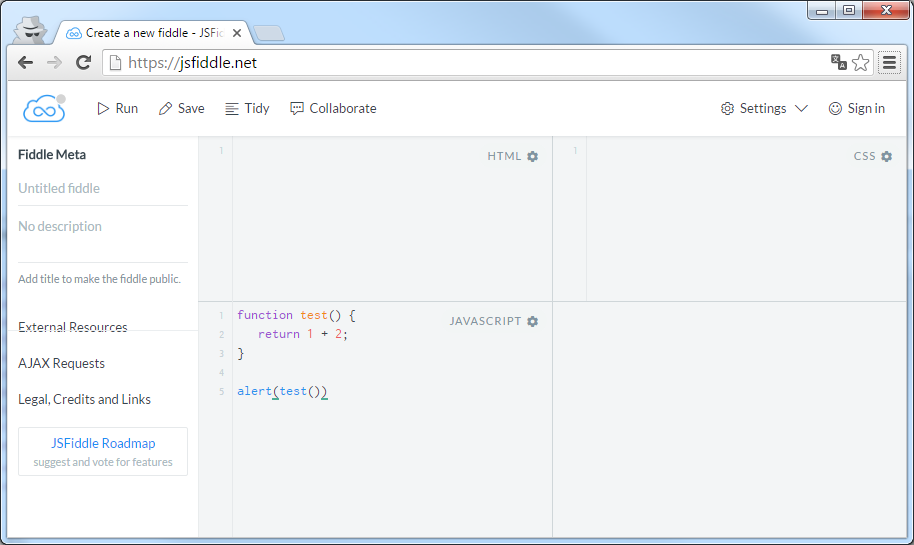 Create a new fiddle - JSFid
https://jsfiddle.net
Run
Save
Tidy
Collaborate
Settings
Sign in
Fiddle Meta
Untitled fiddle
No description
Add title to make the fiddle public.
External Resources
AJAX Requests
Legal, Credits and Links
JSFiddle Roadmap
suggest and vote for features
1
HTML
1
CSS
JAVASCRIPT
1 function test() {
2 return 1 + 2;
3 }
4
5 alert(test())